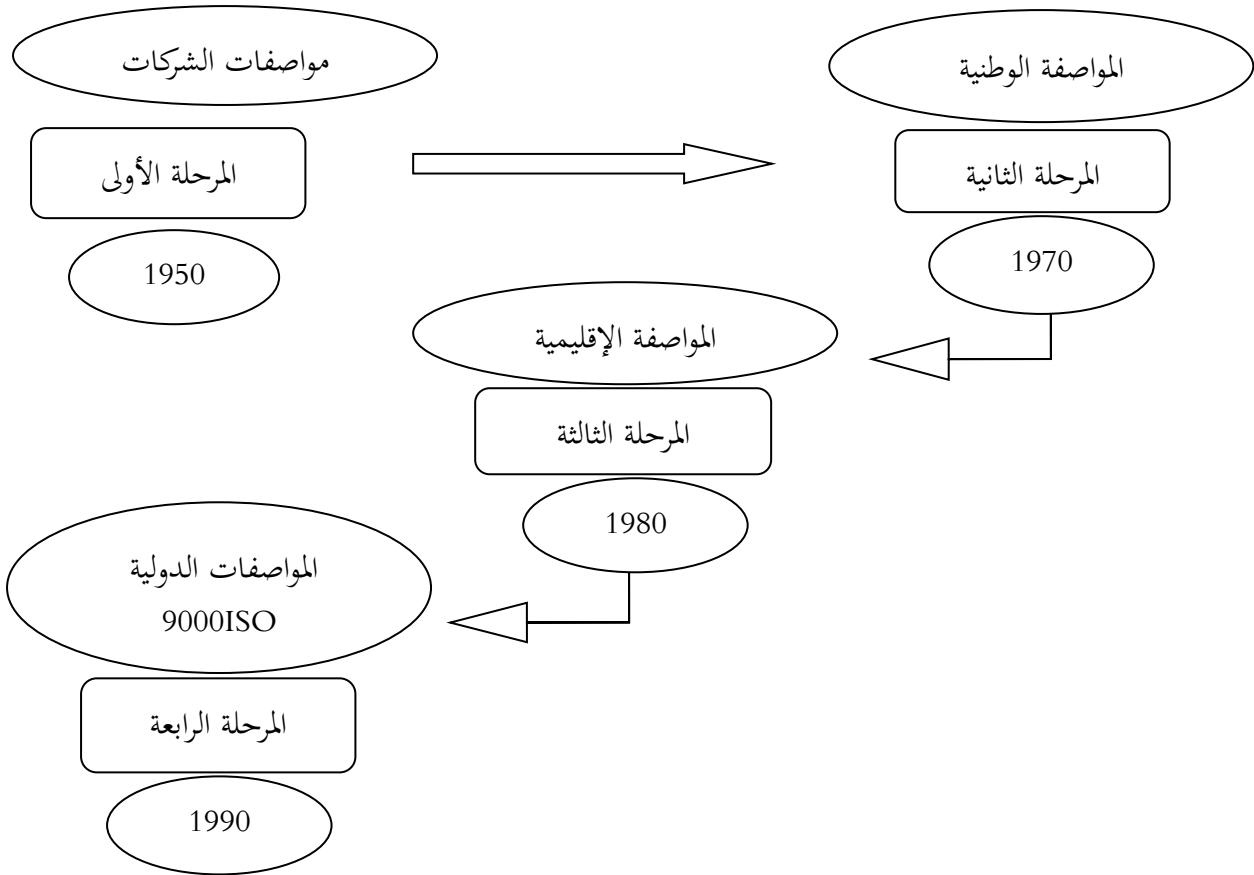 مواصفات الشركات
المرحلة الأولى
1950
المواصفة الوطنية
المرحلة الثانية
1970
المواصفة الإقليمية
المرحلة الثالثة
1980
المواصفات الدولية
9000ISO
المرحلة الرابعة
1990